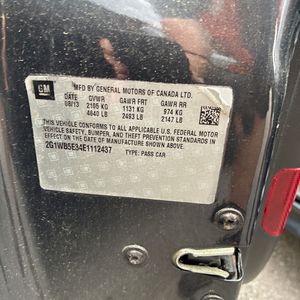 GM
MFD BY GENERAL MOTORS OF CANADA LTD.
DATE GVWR GAWR FRT GAWR RR
08/13 2105 KG 1131 KG 974 KG
4640 LB 2493 LB 2147 LB
THIS VEHICLE CONFORMS TO ALL APPLICABLE U.S. FEDERAL MOTOR
VEHICLE SAFETY, BUMPER, AND THEFT PREVENTION STANDARDS IN
EFFECT ON THE DATE OF MANUFACTURE SHOWN ABOVE.
2G1WB5E34E1112437 TYPE: PASS CAR